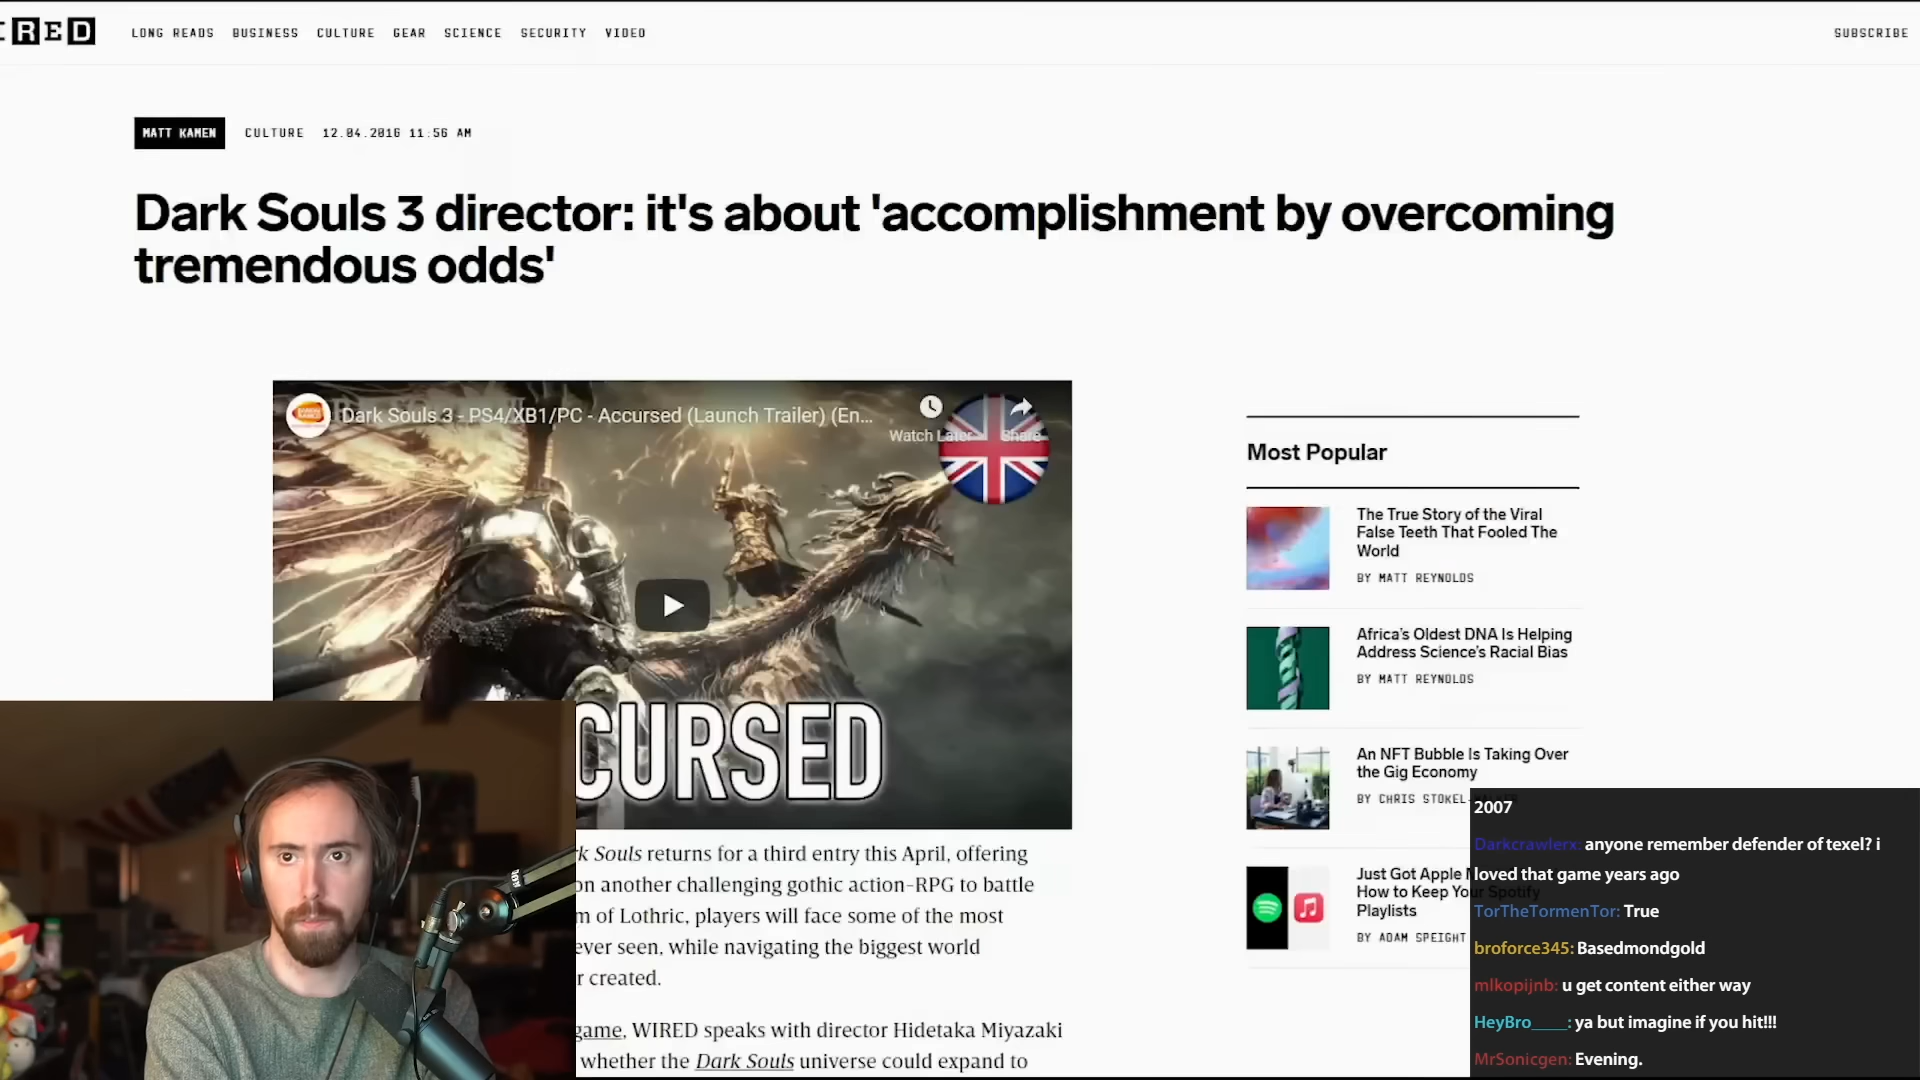 RED
LONG READS BUSINESS CULTURE GEAR SCIENCE SECURITY VIDEO
SUBSCRIBE
MATT KAMEN CULTURE 12.04.2016 11:56 AM
Dark Souls 3 director: it's about 'accomplishment by overcoming
tremendous odds'
Dark Souls 3 - PS4/XB1/PC - Accursed (Launch Trailer) (En...
Watch Later
Share
CURSED
rk Souls returns for a third entry this April, offering
on another challenging gothic action-RPG to battle
m of Lothric, players will face some of the most
ever seen, while navigating the biggest world
r created.
game, WIRED speaks with director Hidetaka Miyazaki
whether the Dark Souls universe could expand to
Most Popular
The True Story of the Viral
False Teeth That Fooled The
World
BY MATT REYNOLDS
Africa's Oldest DNA Is Helping
Address Science's Racial Bias
BY MATT REYNOLDS
An NFT Bubble Is Taking Over
the Gig Economy
BY CHRIS STOKEL-
Just Got Apple
How to Keep Your Spotify
Playlists
BY ADAM SPEIGHT
2007
Darkcrawlerx: anyone remember defender of texel? i
loved that game years ago
TorTheTormenTor: True
broforce345: Basedmondgold
mlkopijnb: u get content either way
HeyBro____: ya but imagine if you hit!!!
MrSonicgen: Evening.